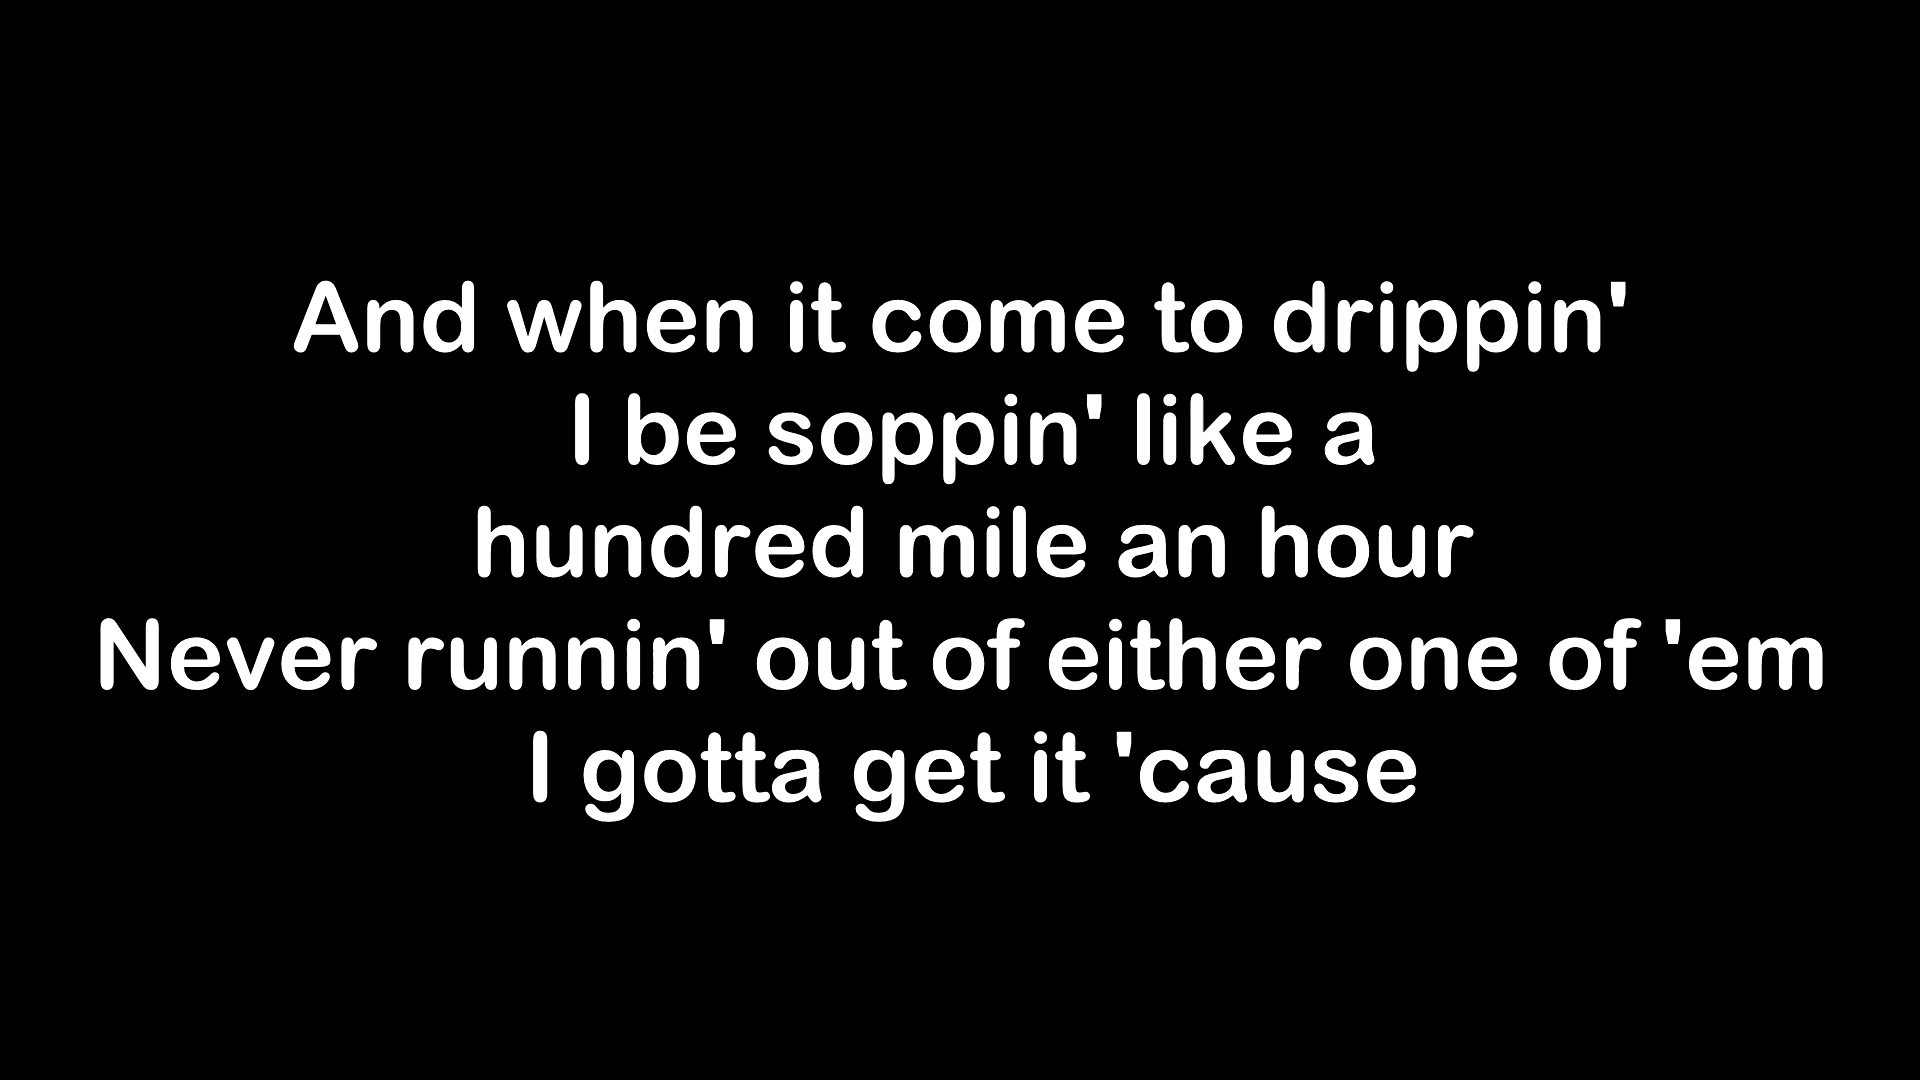 And when it come to drippin'
I be soppin' like a
hundred mile an hour
Never runnin' out of either one of 'em
I gotta get it 'cause